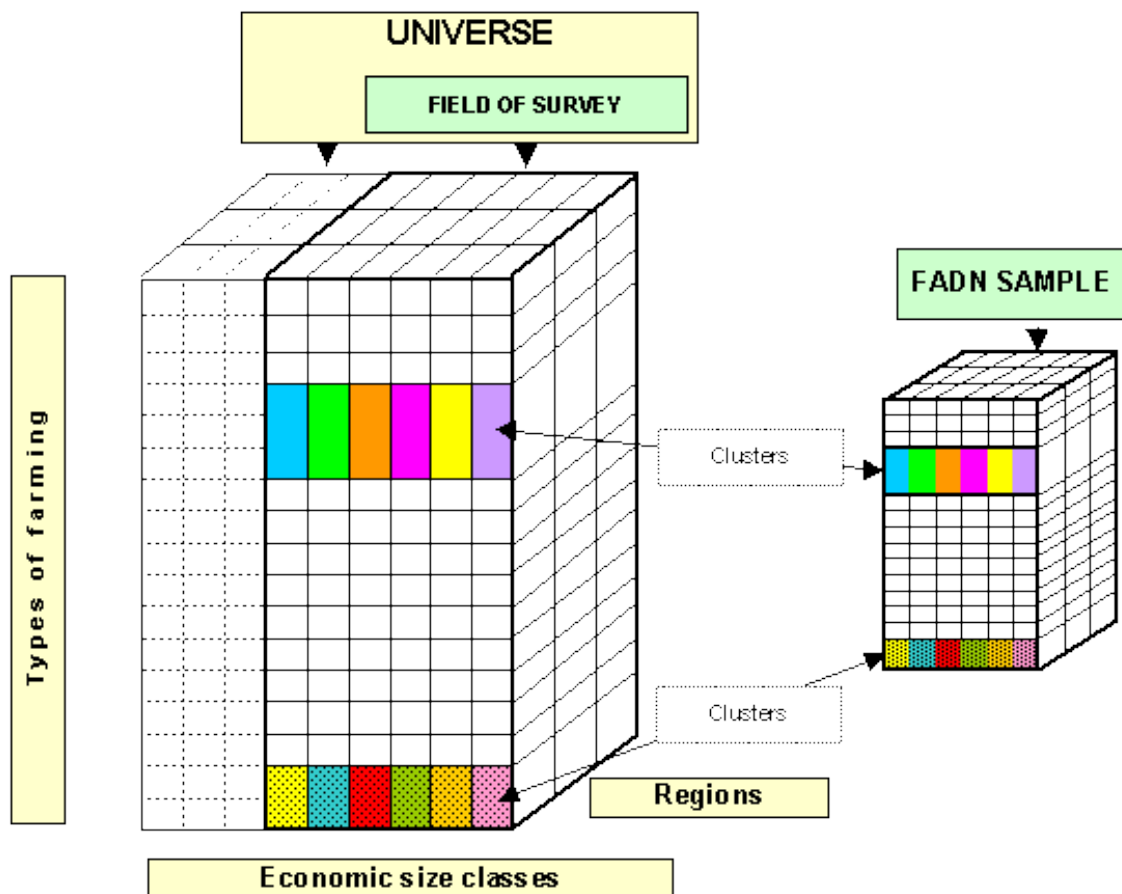 UNIVERSE
FIELD OF SURVEY
FADN SAMPLE
Types of farming
Clusters
Clusters
Regions
Economic size classes